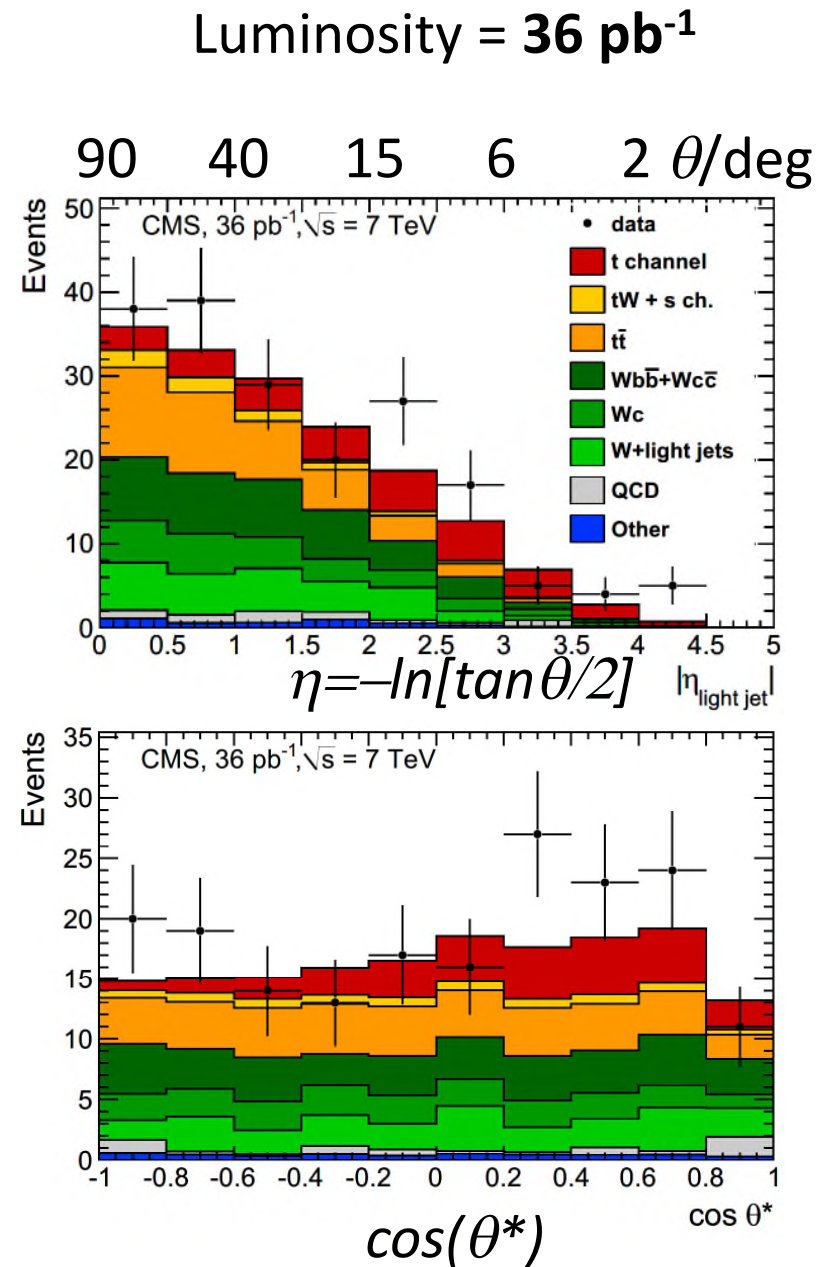 Luminosity = 36 pb⁻¹
90 40 15 6 2 θ/deg
Events
50
40
30
20
10
0
CMS, 36 pb⁻¹,√s = 7 TeV
data
t channel
tW + s ch.
tt̄
Wbb̄+Wcc̄
Wc
W+light jets
QCD
Other
0 0.5 1 1.5 2 2.5 3 3.5 4 4.5 5
η=–ln[tanθ/2] |η light jet|
Events
35
30
25
20
15
10
5
0
CMS, 36 pb⁻¹,√s = 7 TeV
-1 -0.8 -0.6 -0.4 -0.2 0 0.2 0.4 0.6 0.8 1
cos θ*
cos(θ*)